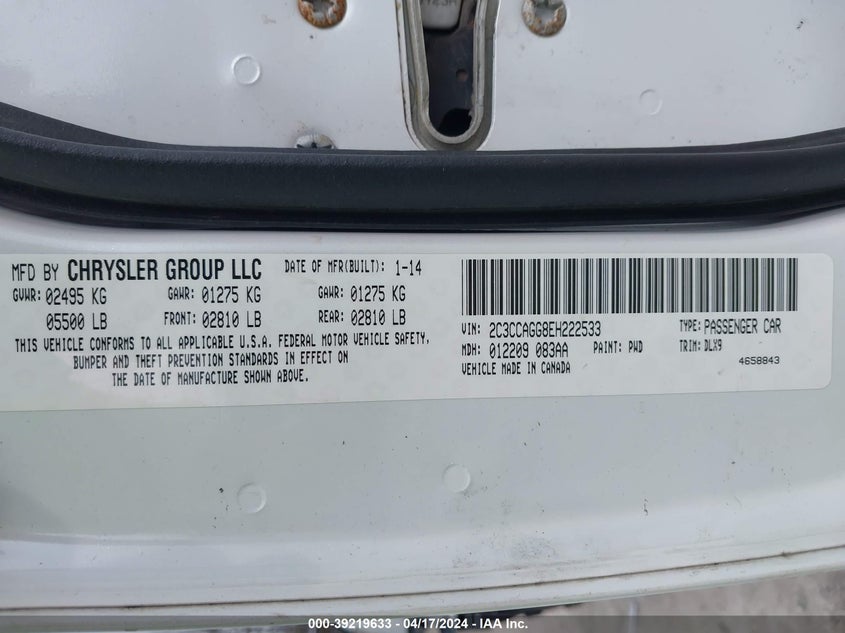 MFD BY CHRYSLER GROUP LLC DATE OF MFR(BUILT): 1-14
GVWR: 02495 KG GAWR: 01275 KG GAWR: 01275 KG
05500 LB FRONT: 02810 LB REAR: 02810 LB
THIS VEHICLE CONFORMS TO ALL APPLICABLE U.S.A. FEDERAL MOTOR VEHICLE SAFETY,
BUMPER AND THEFT PREVENTION STANDARDS IN EFFECT ON
THE DATE OF MANUFACTURE SHOWN ABOVE.
VIN: 2C3CCAGG8EH222533 TYPE: PASSENGER CAR
MDH: 012209 083AA PAINT: PWD TRIM: DLX9
VEHICLE MADE IN CANADA 4658843
000-39219633 - 04/17/2024 - IAA Inc.